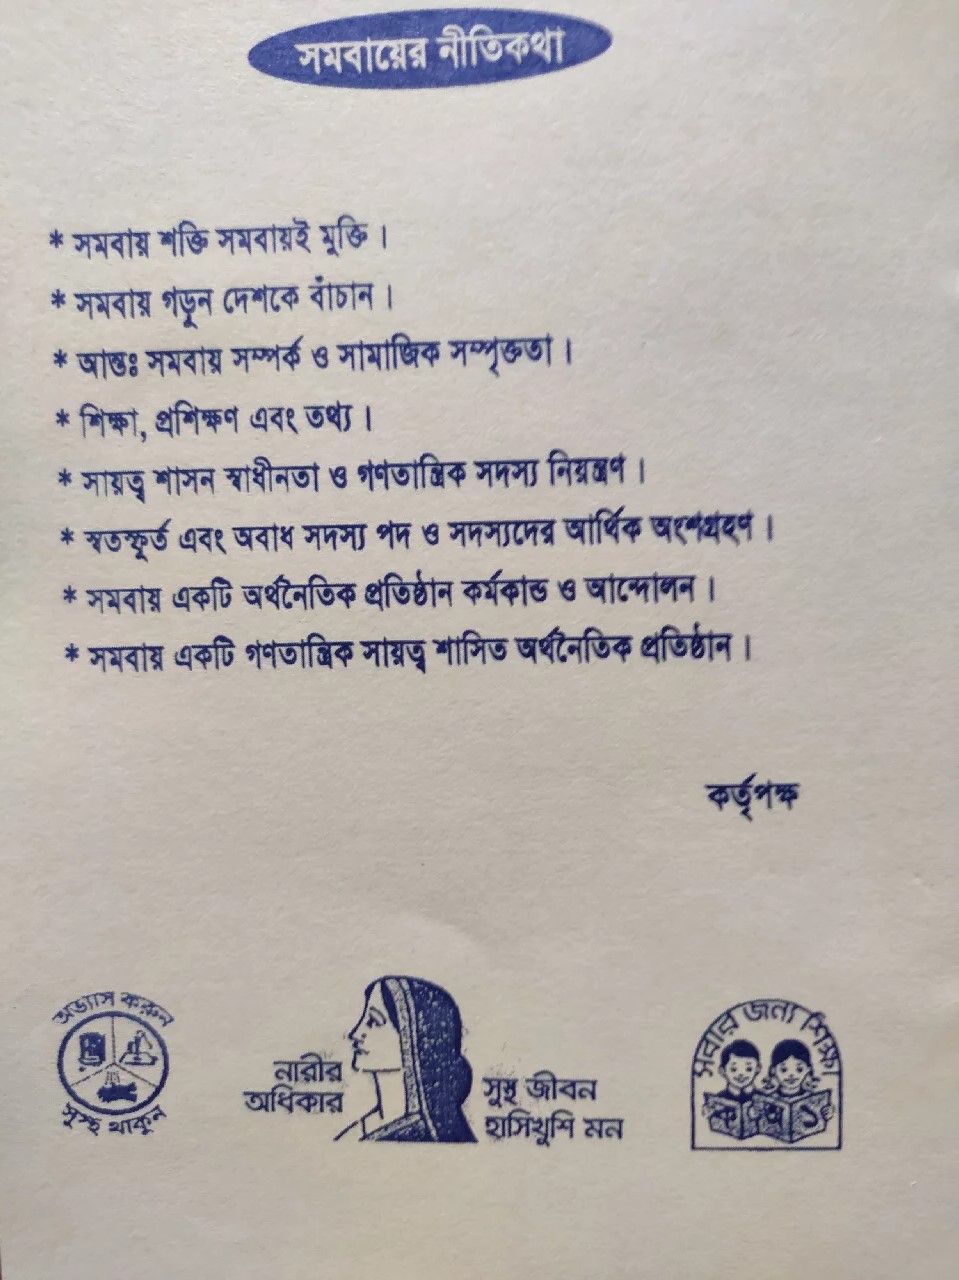 সমবায়ের নীতিকথা
* সমবায় শক্তি সমবায়ই মুক্তি ।
* সমবায় গড়ুন দেশকে বাঁচান ।
* আন্তঃ সমবায় সম্পর্ক ও সামাজিক সম্পৃক্ততা ।
* শিক্ষা, প্রশিক্ষণ এবং তথ্য ।
* সায়ত্ব শাসন স্বাধীনতা ও গণতান্ত্রিক সদস্য নিয়ন্ত্রণ ।
* স্বতস্ফূর্ত এবং অবাধ সদস্য পদ ও সদস্যদের আর্থিক অংশগ্রহণ ।
* সমবায় একটি অর্থনৈতিক প্রতিষ্ঠান কর্মকান্ড ও আন্দোলন ।
* সমবায় একটি গণতান্ত্রিক সায়ত্ব শাসিত অর্থনৈতিক প্রতিষ্ঠান ।
কর্তৃপক্ষ
অভ্যাস করুন
সুস্থ থাকুন
নারীর
অধিকার
সুস্থ জীবন
হাসিখুশি মন
সবার জন্য শিক্ষা
ক অ ১